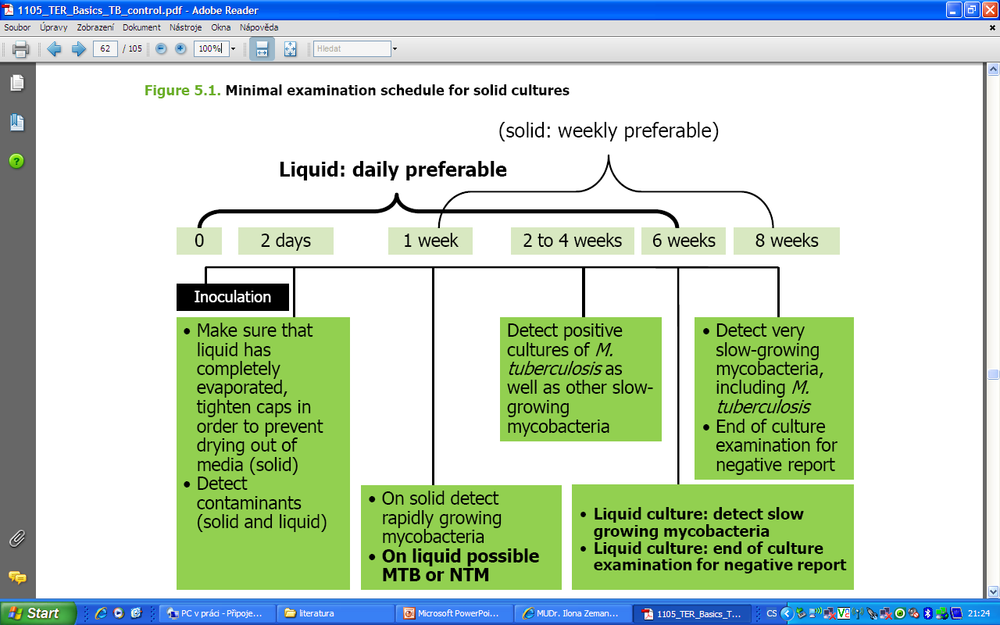 1105_TER_Basics_TB_control.pdf - Adobe Reader
Soubor Úpravy Zobrazení Dokument Nástroje Okna Nápověda
62 / 105 100% Hledat
Figure 5.1. Minimal examination schedule for solid cultures
(solid: weekly preferable)
Liquid: daily preferable
0 2 days 1 week 2 to 4 weeks 6 weeks 8 weeks
Inoculation
• Make sure that
liquid has
completely
evaporated,
tighten caps in
order to prevent
drying out of
media (solid)
• Detect
contaminants
(solid and liquid)
• On solid detect
rapidly growing
mycobacteria
• On liquid possible
MTB or NTM
Detect positive
cultures of M.
tuberculosis as
well as other slow-
growing
mycobacteria
• Liquid culture: detect slow
growing mycobacteria
• Liquid culture: end of culture
examination for negative report
• Detect very
slow-growing
mycobacteria,
including M.
tuberculosis
• End of culture
examination for
negative report
Start PC v práci - Připoje... literatura Microsoft PowerPoi... MUDr. Ilona Zeman... 1105_TER_Basics_T... CS 21:24